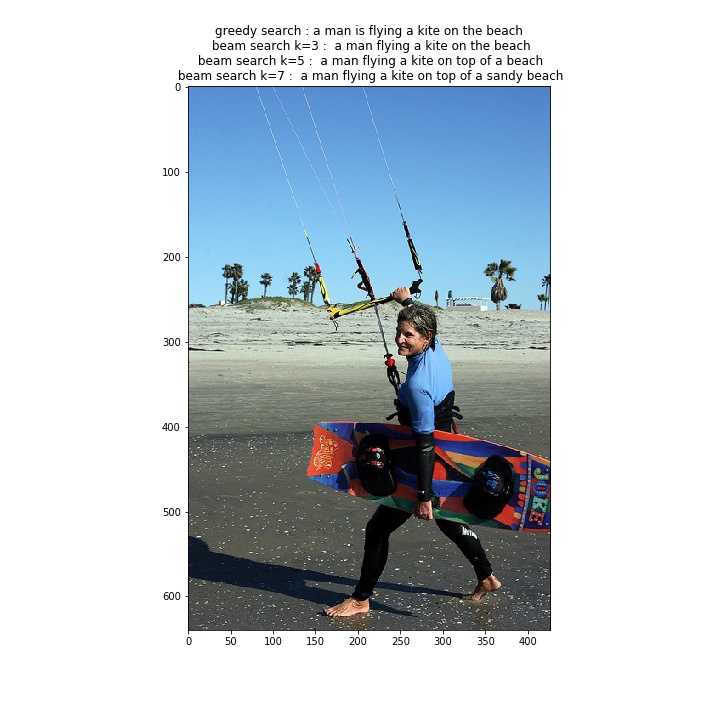 greedy search : a man is flying a kite on the beach
beam search k=3 :  a man flying a kite on the beach
beam search k=5 :  a man flying a kite on top of a beach
beam search k=7 :  a man flying a kite on top of a sandy beach
0
100
200
300
400
500
600
0 50 100 150 200 250 300 350 400
JOKE